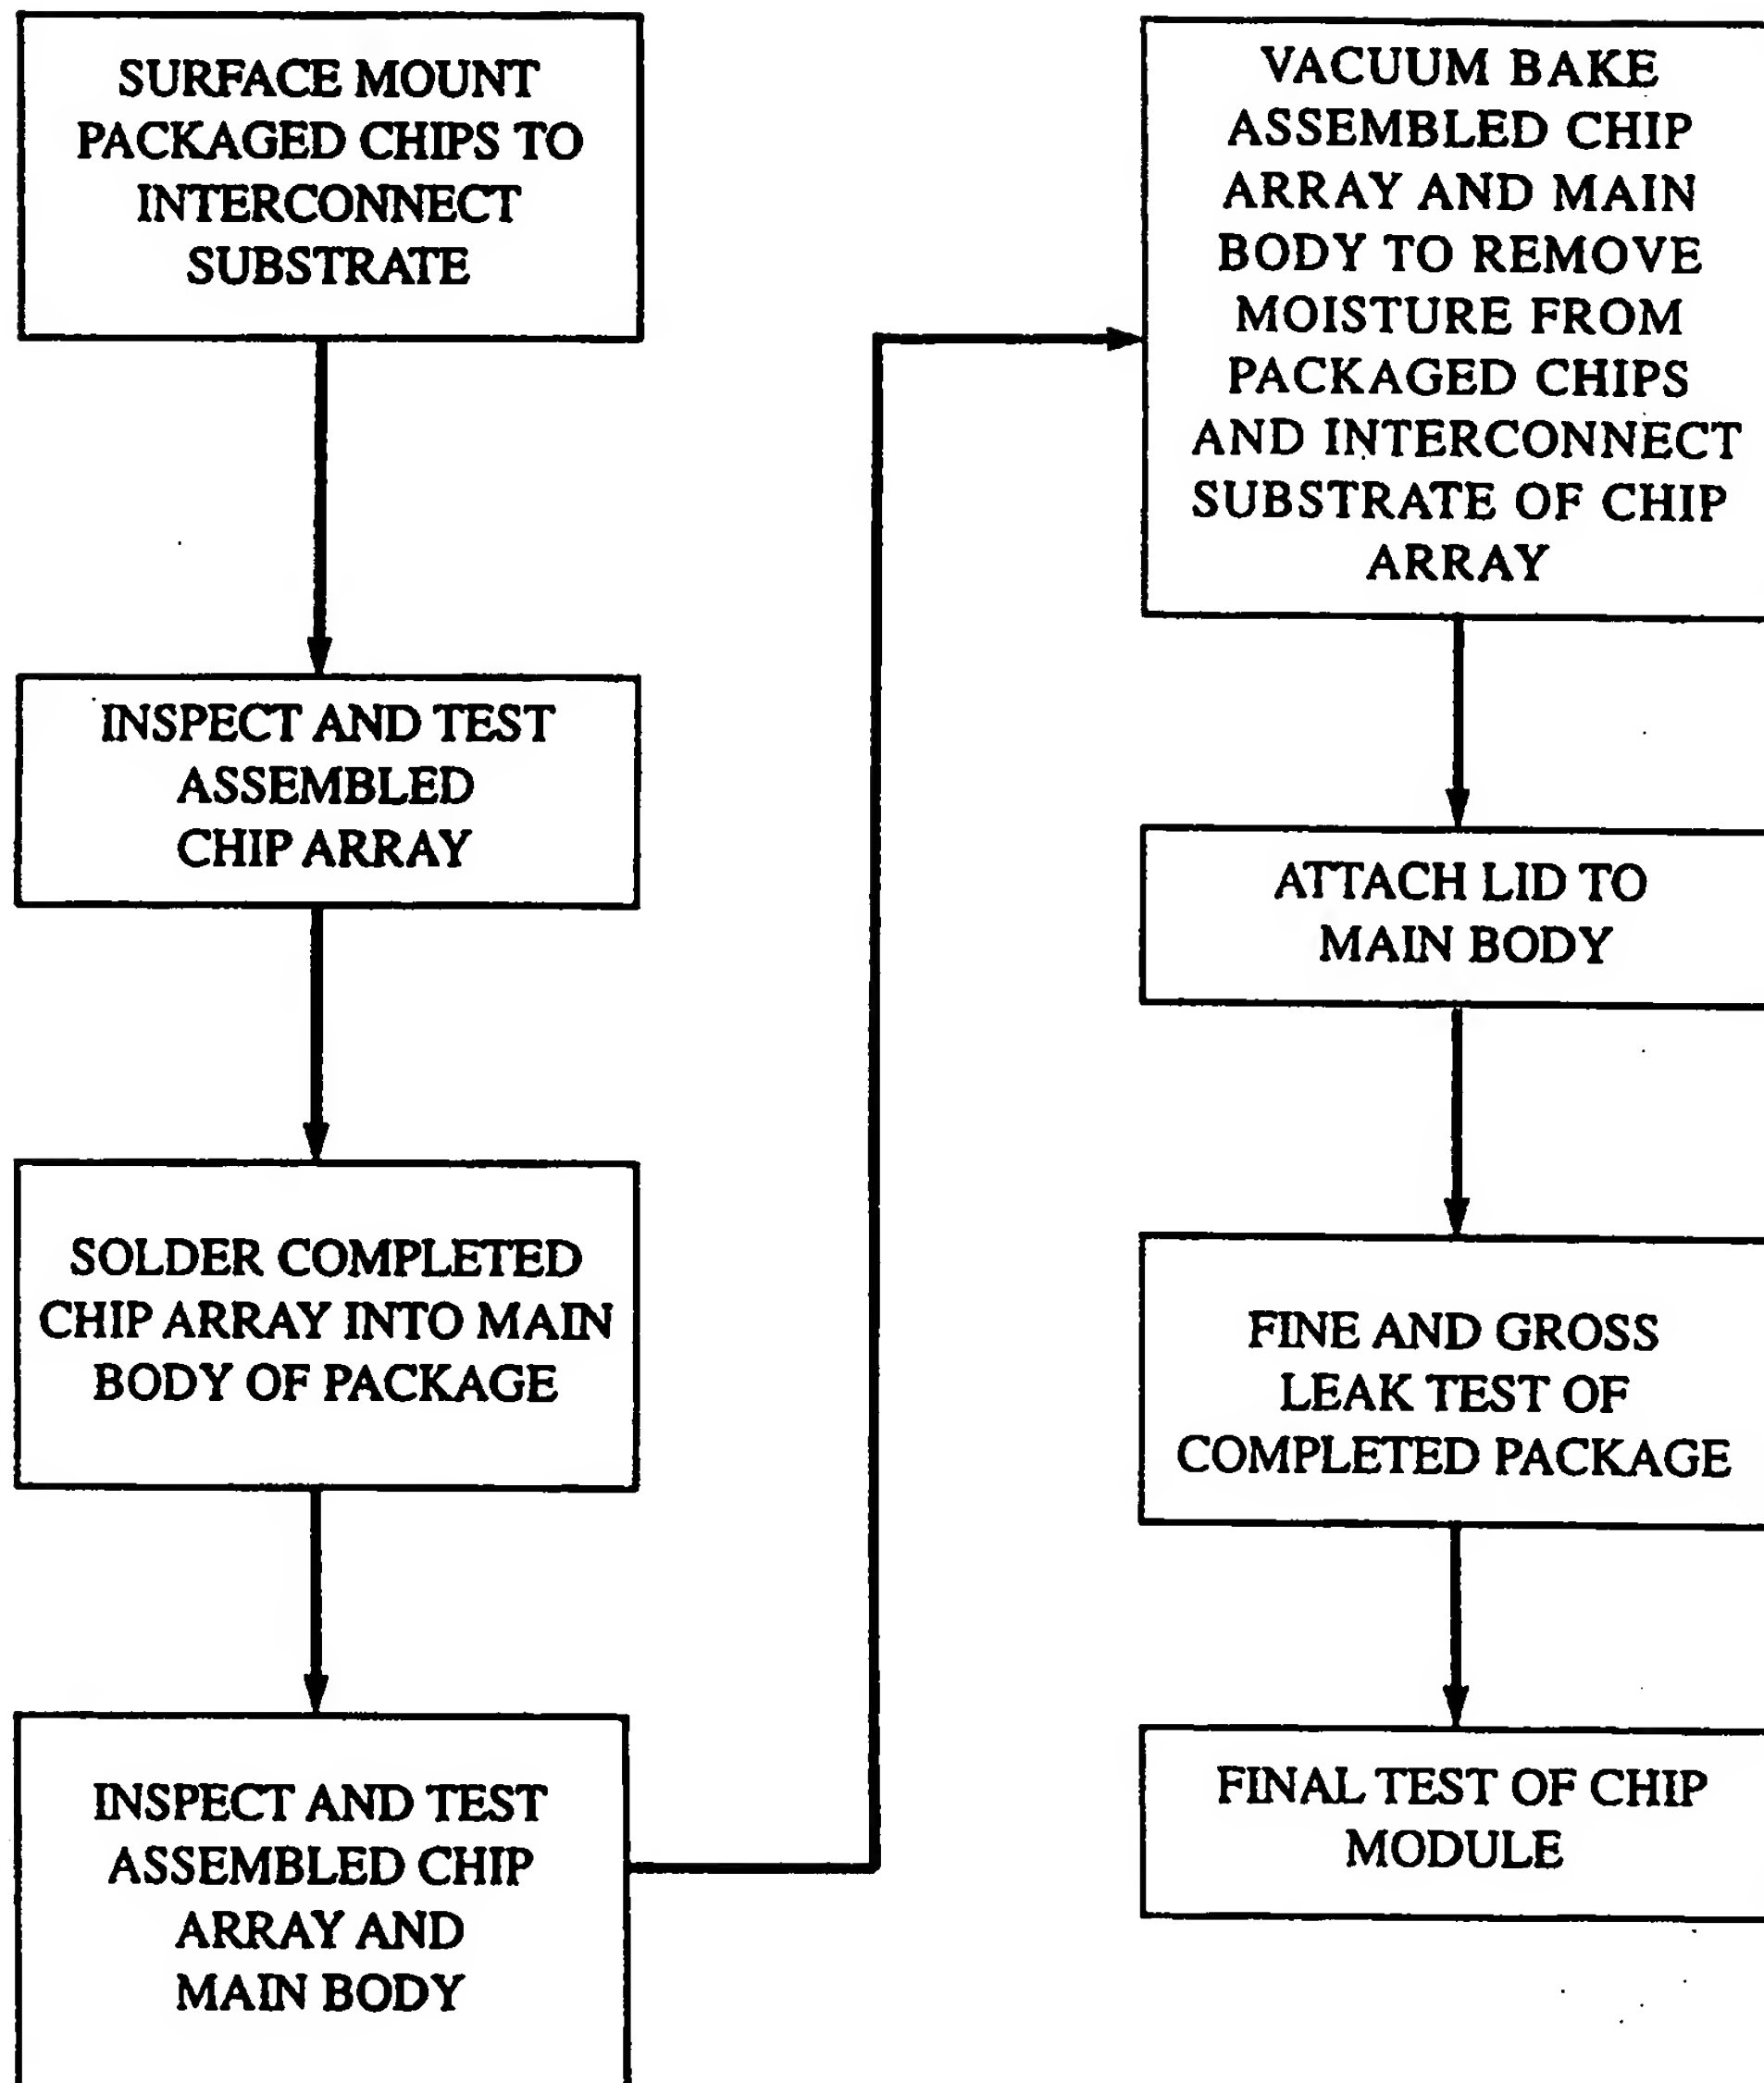 SURFACE MOUNT
PACKAGED CHIPS TO
INTERCONNECT
SUBSTRATE
INSPECT AND TEST
ASSEMBLED
CHIP ARRAY
SOLDER COMPLETED
CHIP ARRAY INTO MAIN
BODY OF PACKAGE
INSPECT AND TEST
ASSEMBLED CHIP
ARRAY AND
MAIN BODY
VACUUM BAKE
ASSEMBLED CHIP
ARRAY AND MAIN
BODY TO REMOVE
MOISTURE FROM
PACKAGED CHIPS
AND INTERCONNECT
SUBSTRATE OF CHIP
ARRAY
ATTACH LID TO
MAIN BODY
FINE AND GROSS
LEAK TEST OF
COMPLETED PACKAGE
FINAL TEST OF CHIP
MODULE